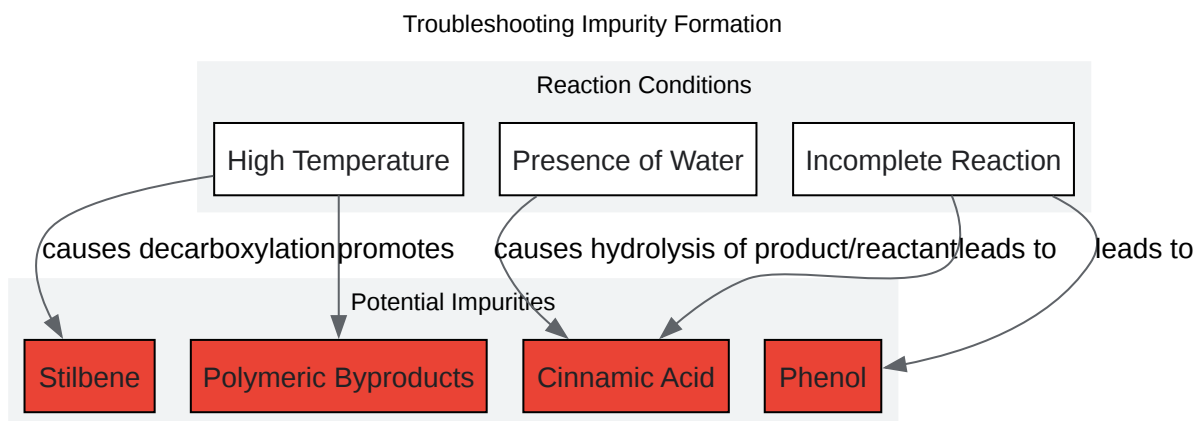 Troubleshooting Impurity Formation
Reaction Conditions
High Temperature
Presence of Water
Incomplete Reaction
causes decarboxylation
promotes
causes hydrolysis of product/reactant
leads to
leads to
Potential Impurities
Stilbene
Polymeric Byproducts
Cinnamic Acid
Phenol